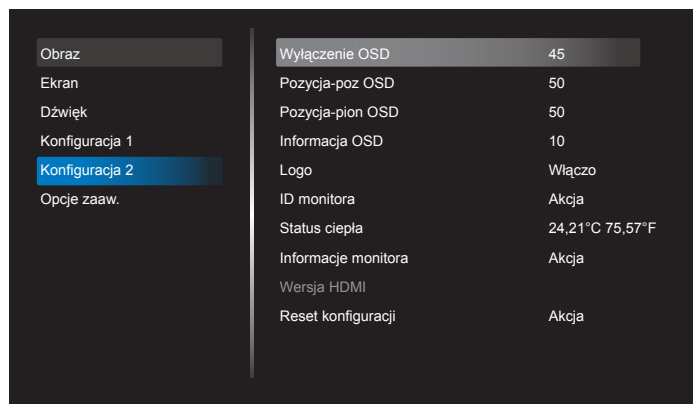 Obraz
Ekran
Dźwięk
Konfiguracja 1
Konfiguracja 2
Opcje zaaw.
Wyłączenie OSD 45
Pozycja-poz OSD 50
Pozycja-pion OSD 50
Informacja OSD 10
Logo Włączo
ID monitora Akcja
Status ciepła 24,21°C 75,57°F
Informacje monitora Akcja
Wersja HDMI
Reset konfiguracji Akcja